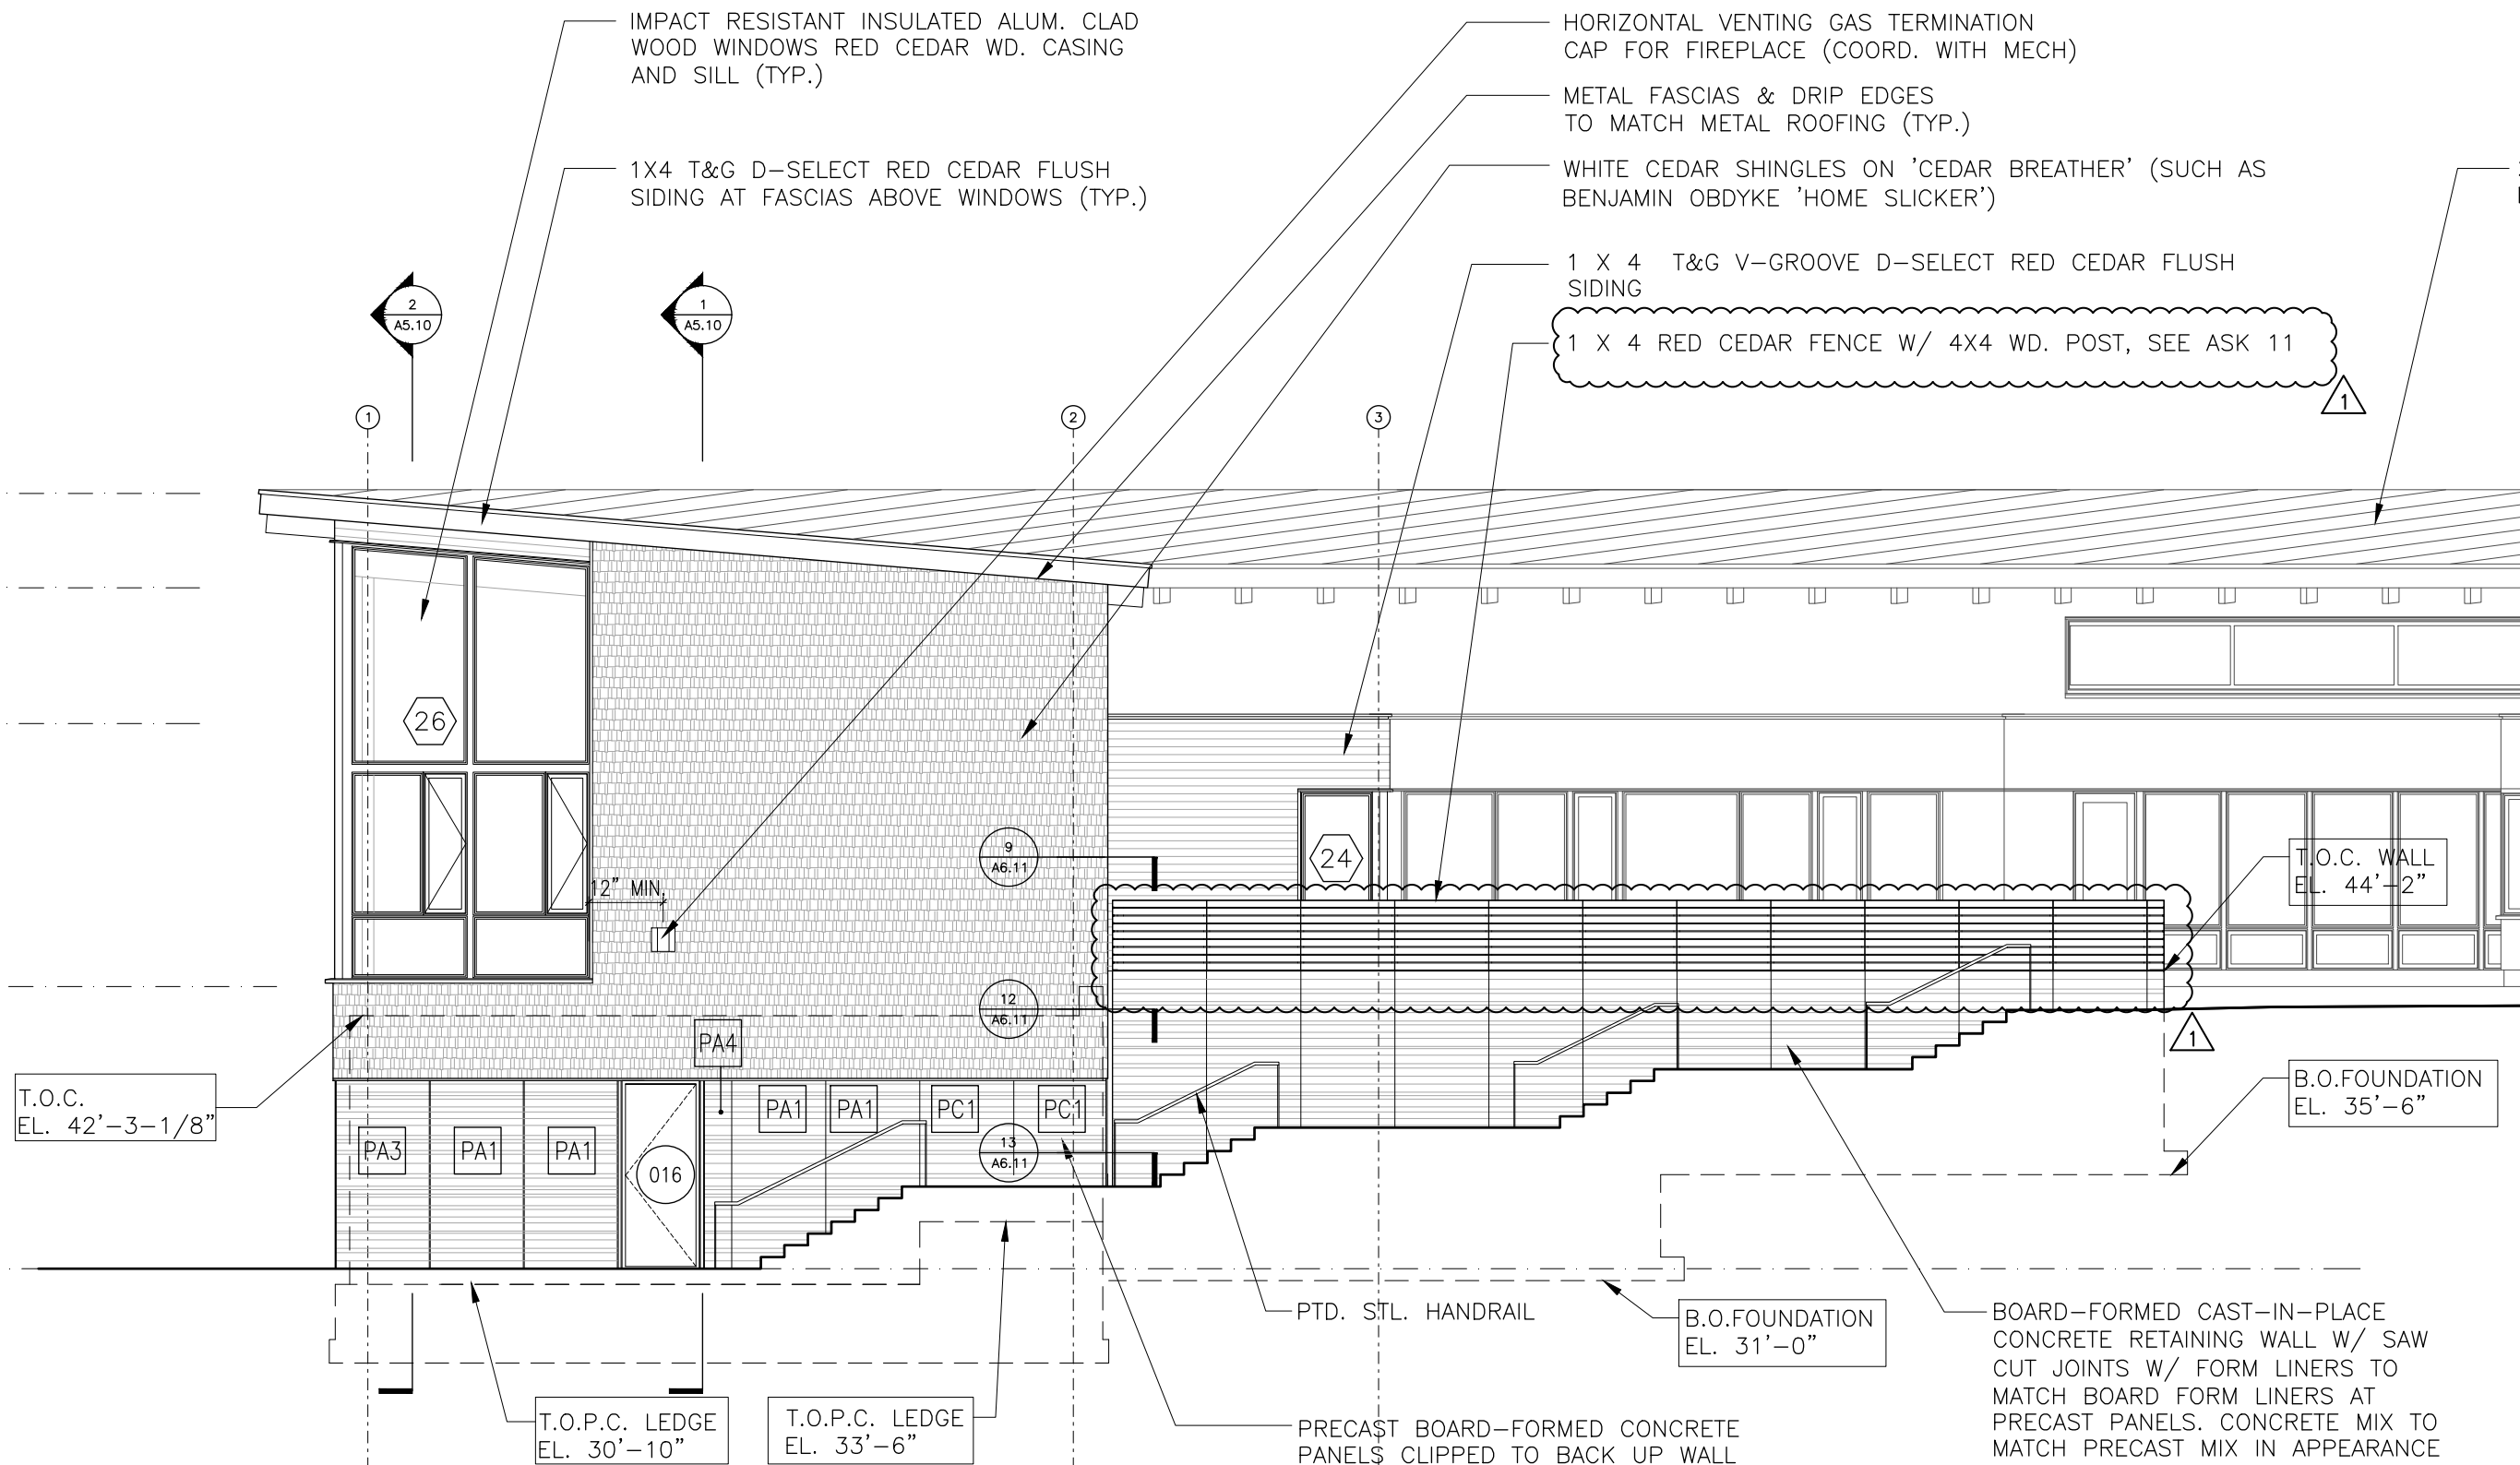 IMPACT RESISTANT INSULATED ALUM. CLAD
WOOD WINDOWS RED CEDAR WD. CASING
AND SILL (TYP.)
1X4 T&G D-SELECT RED CEDAR FLUSH
SIDING AT FASCIAS ABOVE WINDOWS (TYP.)
HORIZONTAL VENTING GAS TERMINATION
CAP FOR FIREPLACE (COORD. WITH MECH)
METAL FASCIAS & DRIP EDGES
TO MATCH METAL ROOFING (TYP.)
WHITE CEDAR SHINGLES ON 'CEDAR BREATHER' (SUCH AS
BENJAMIN OBDYKE 'HOME SLICKER')
1 X 4 T&G V-GROOVE D-SELECT RED CEDAR FLUSH
SIDING
1 X 4 RED CEDAR FENCE W/ 4X4 WD. POST, SEE ASK 11
1
2
A5.10
1
A5.10
1
2
3
26
24
9
A6.11
12" MIN.
T.O.C. WALL
EL. 44'-2"
12
A6.11
1
PA4
T.O.C.
EL. 42'-3-1/8"
PA3
PA1
PA1
016
PA1
PA1
PC1
PC1
13
A6.11
B.O.FOUNDATION
EL. 35'-6"
PTD. STL. HANDRAIL
B.O.FOUNDATION
EL. 31'-0"
T.O.P.C. LEDGE
EL. 30'-10"
T.O.P.C. LEDGE
EL. 33'-6"
PRECAST BOARD-FORMED CONCRETE
PANELS CLIPPED TO BACK UP WALL
BOARD-FORMED CAST-IN-PLACE
CONCRETE RETAINING WALL W/ SAW
CUT JOINTS W/ FORM LINERS TO
MATCH BOARD FORM LINERS AT
PRECAST PANELS. CONCRETE MIX TO
MATCH PRECAST MIX IN APPEARANCE